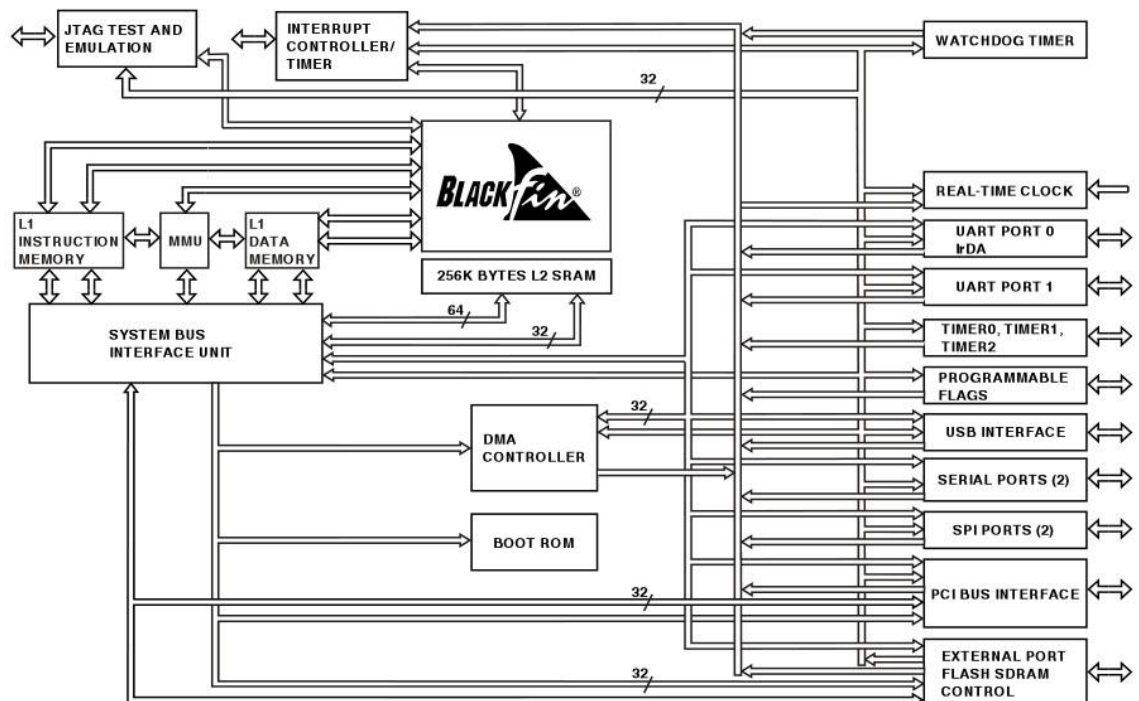 JTAG TEST AND
EMULATION
INTERRUPT
CONTROLLER/
TIMER
WATCHDOG TIMER
32
BLACKfin®
REAL-TIME CLOCK
L1
INSTRUCTION
MEMORY
MMU
L1
DATA
MEMORY
UART PORT 0
IrDA
256K BYTES L2 SRAM
UART PORT 1
64
32
SYSTEM BUS
INTERFACE UNIT
TIMER0, TIMER1,
TIMER2
PROGRAMMABLE
FLAGS
32
DMA
CONTROLLER
USB INTERFACE
SERIAL PORTS (2)
BOOT ROM
SPI PORTS (2)
32
PCI BUS INTERFACE
32
EXTERNAL PORT
FLASH SDRAM
CONTROL